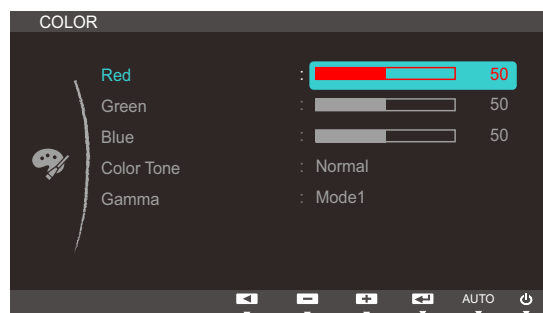 COLOR
Red : 50
Green : 50
Blue : 50
Color Tone : Normal
Gamma : Mode1
AUTO